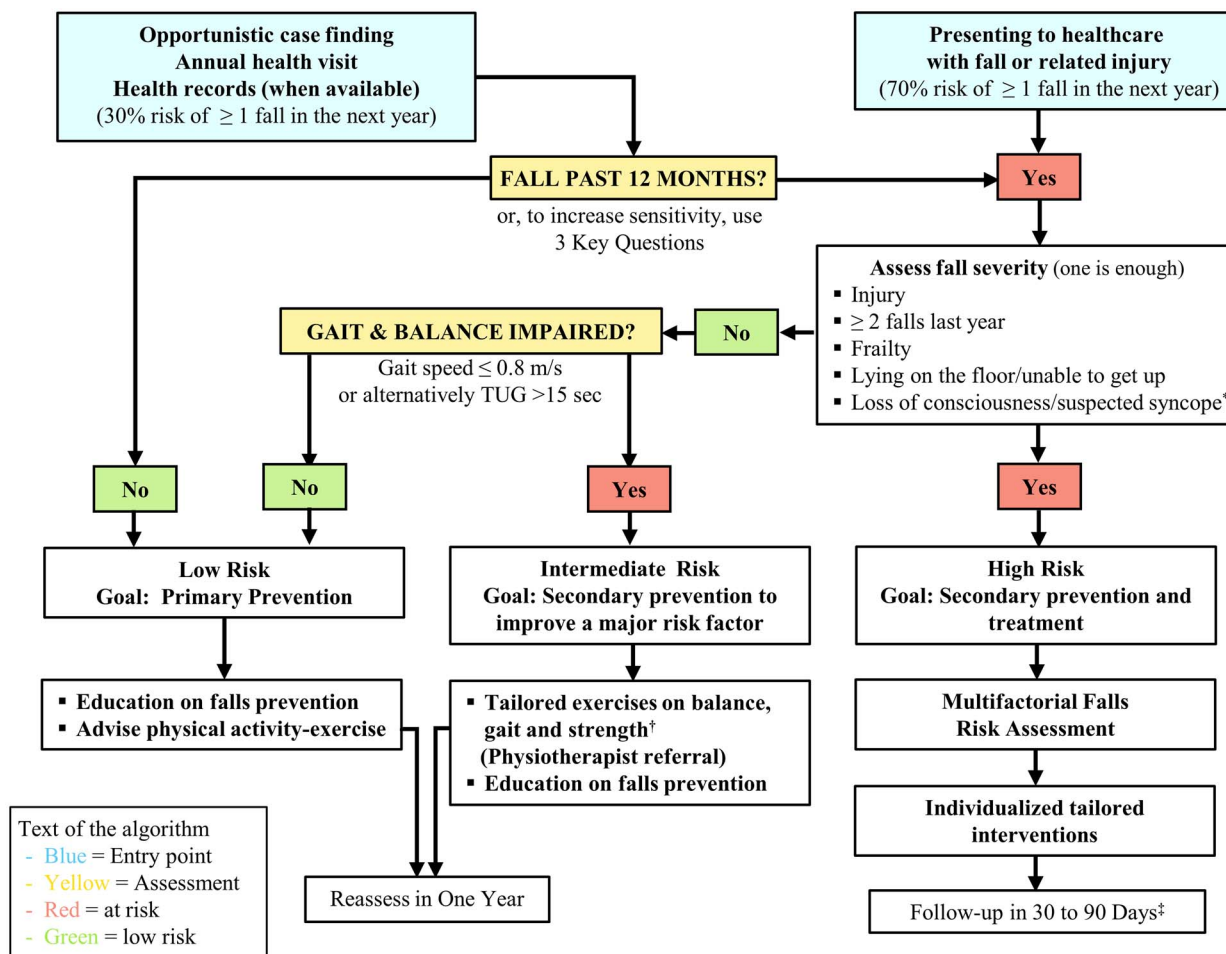 Opportunistic case finding
Annual health visit
Health records (when available)
(30% risk of ≥ 1 fall in the next year)
Presenting to healthcare
with fall or related injury
(70% risk of ≥ 1 fall in the next year)
FALL PAST 12 MONTHS?
Yes
or, to increase sensitivity, use
3 Key Questions
Assess fall severity (one is enough)
▪ Injury
▪ ≥ 2 falls last year
▪ Frailty
▪ Lying on the floor/unable to get up
▪ Loss of consciousness/suspected syncope*
No
GAIT & BALANCE IMPAIRED?
Gait speed ≤ 0.8 m/s
or alternatively TUG >15 sec
No
No
Yes
Yes
Low Risk
Goal: Primary Prevention
Intermediate Risk
Goal: Secondary prevention to
improve a major risk factor
High Risk
Goal: Secondary prevention and
treatment
▪ Education on falls prevention
▪ Advise physical activity-exercise
▪ Tailored exercises on balance,
gait and strength†
(Physiotherapist referral)
▪ Education on falls prevention
Multifactorial Falls
Risk Assessment
Individualized tailored
interventions
Reassess in One Year
Follow-up in 30 to 90 Days‡
Text of the algorithm
- Blue = Entry point
- Yellow = Assessment
- Red = at risk
- Green = low risk